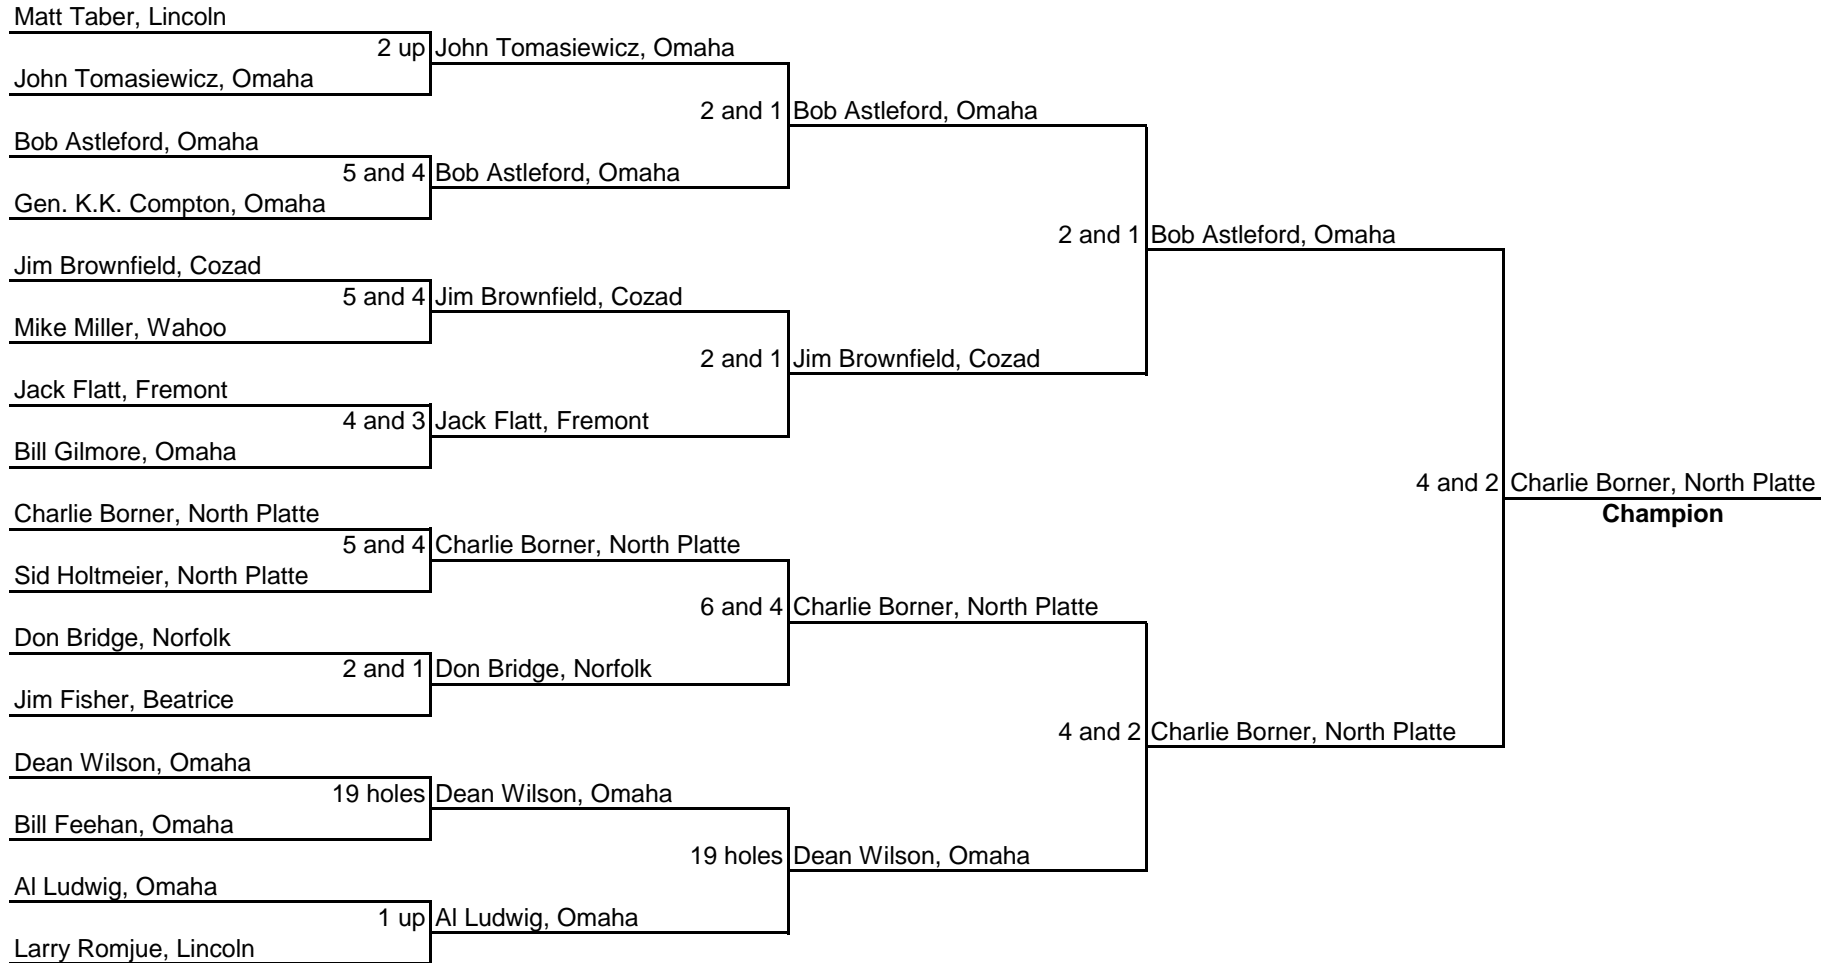 Matt Taber, Lincoln
2 up John Tomasiewicz, Omaha
John Tomasiewicz, Omaha
2 and 1 Bob Astleford, Omaha
Bob Astleford, Omaha
5 and 4 Bob Astleford, Omaha
Gen. K.K. Compton, Omaha
2 and 1 Bob Astleford, Omaha
Jim Brownfield, Cozad
5 and 4 Jim Brownfield, Cozad
Mike Miller, Wahoo
2 and 1 Jim Brownfield, Cozad
Jack Flatt, Fremont
4 and 3 Jack Flatt, Fremont
Bill Gilmore, Omaha
4 and 2 Charlie Borner, North Platte
Charlie Borner, North Platte
Champion
5 and 4 Charlie Borner, North Platte
Sid Holtmeier, North Platte
6 and 4 Charlie Borner, North Platte
Don Bridge, Norfolk
2 and 1 Don Bridge, Norfolk
Jim Fisher, Beatrice
4 and 2 Charlie Borner, North Platte
Dean Wilson, Omaha
19 holes Dean Wilson, Omaha
Bill Feehan, Omaha
19 holes Dean Wilson, Omaha
Al Ludwig, Omaha
1 up Al Ludwig, Omaha
Larry Romjue, Lincoln